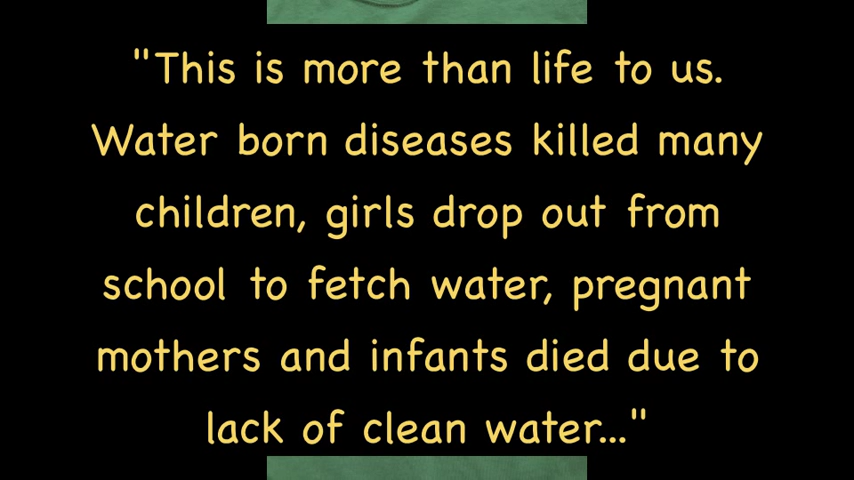 "This is more than life to us.
Water born diseases killed many
children, girls drop out from
school to fetch water, pregnant
mothers and infants died due to
lack of clean water..."